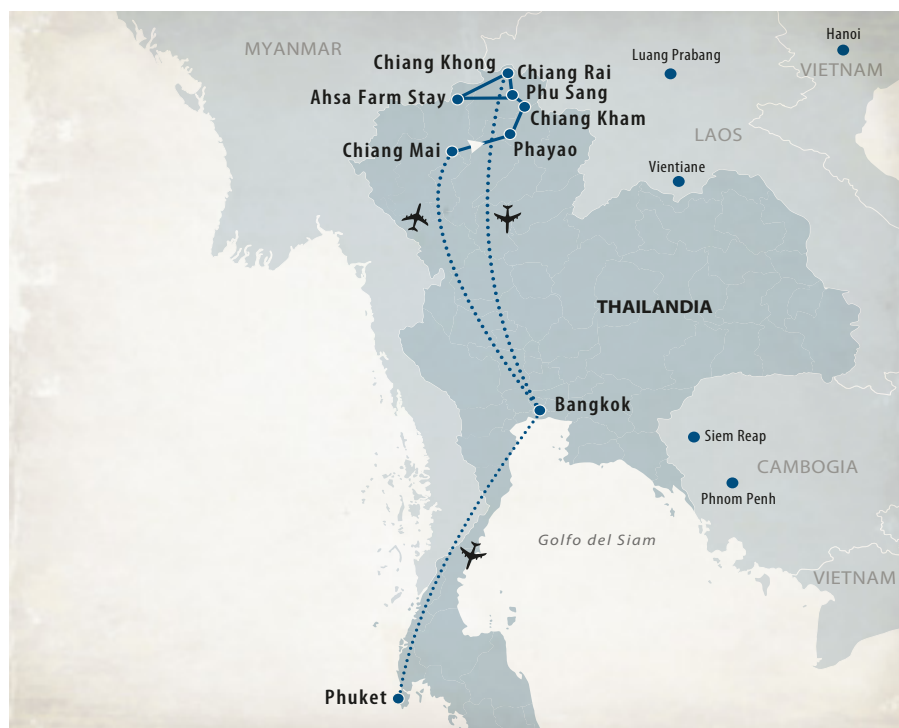 Hanoi
MYANMAR
Luang Prabang
VIETNAM
Chiang Khong
Chiang Rai
Ahsa Farm Stay
Phu Sang
Chiang Kham
LAOS
Chiang Mai
Phayao
Vientiane
THAILANDIA
Bangkok
Siem Reap
CAMBOGIA
Phnom Penh
Golfo del Siam
VIETNAM
Phuket